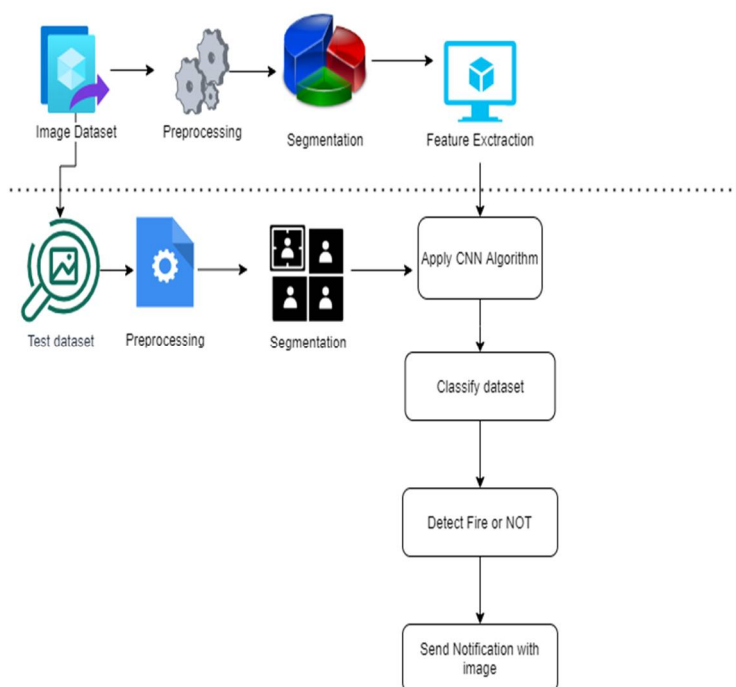 Image Dataset
Preprocessing
Segmentation
Feature Exctraction
Test dataset
Preprocessing
Segmentation
Apply CNN Algorithm
Classify dataset
Detect Fire or NOT
Send Notification with
image